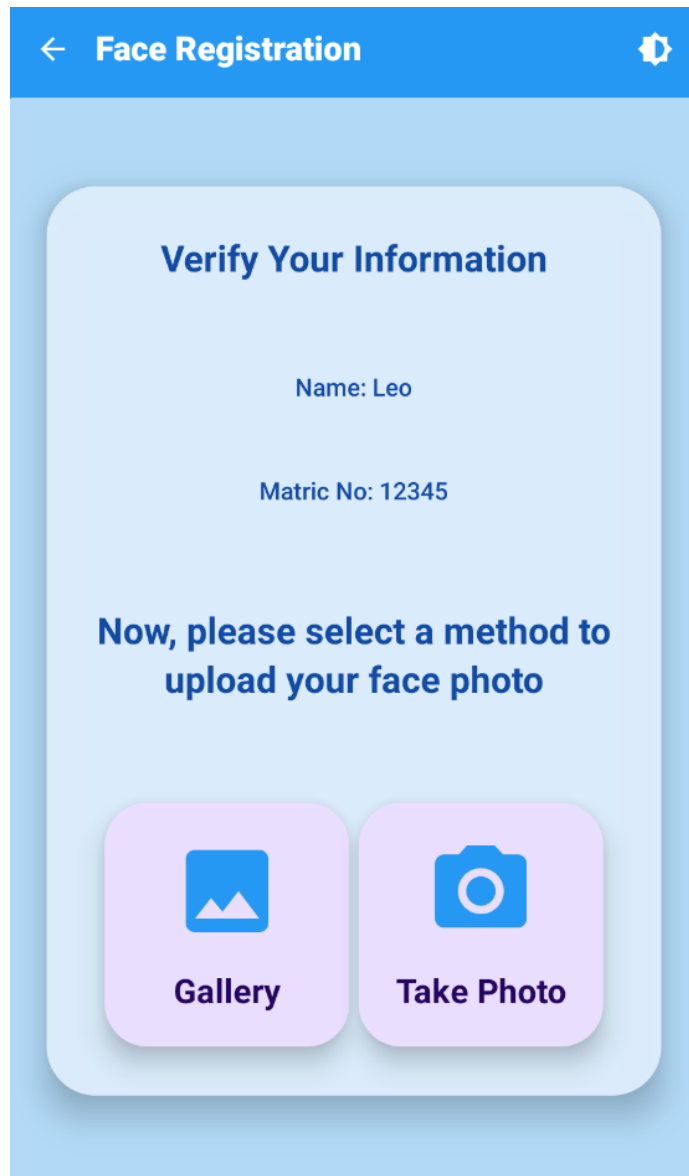 Face Registration
Verify Your Information
Name: Leo
Matric No: 12345
Now, please select a method to
upload your face photo
Gallery
Take Photo